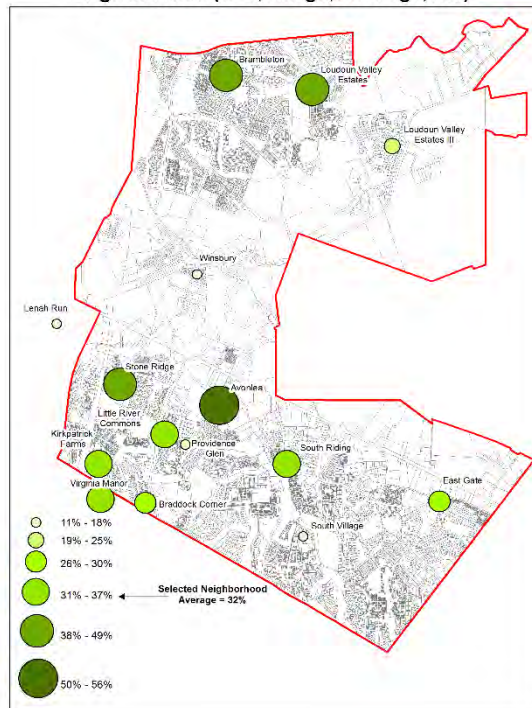 Brambleton
Loudoun Valley
Estates
Loudoun Valley
Estates III
Winsbury
Lenah Run
Stone Ridge
Avonlea
Little River
Commons
Kirkpatrick
Farms
Providence
Glen
South Riding
Virginia Manor
East Gate
Braddock Corner
South Village
11% - 18%
19% - 25%
26% - 30%
31% - 37%
Selected Neighborhood
Average = 32%
38% - 49%
50% - 56%